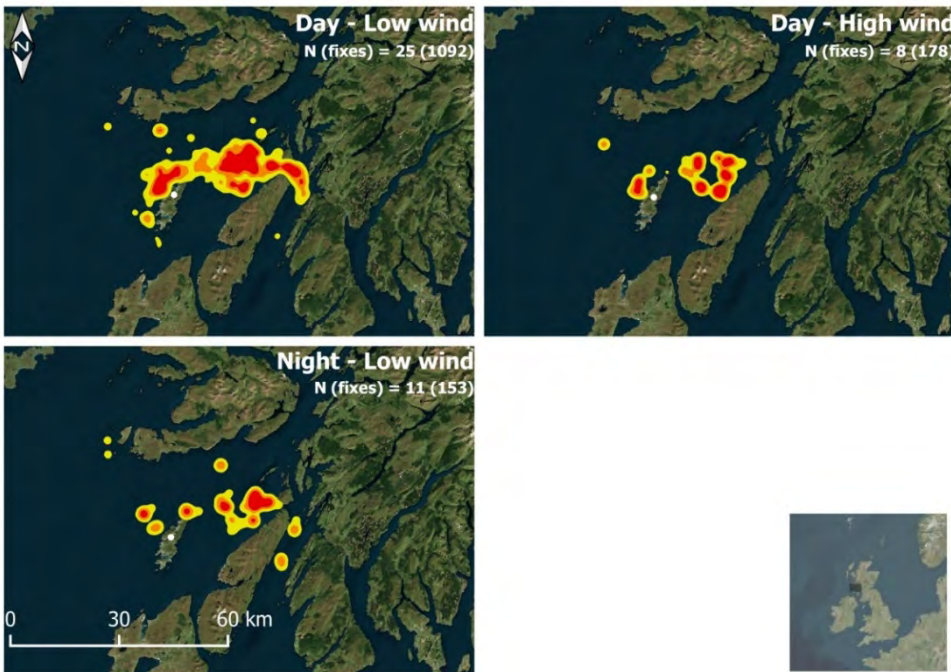 Day - Low wind
N (fixes) = 25 (1092)
Day - High wind
N (fixes) = 8 (178)
N
Night - Low wind
N (fixes) = 11 (153)
0 30 60 km